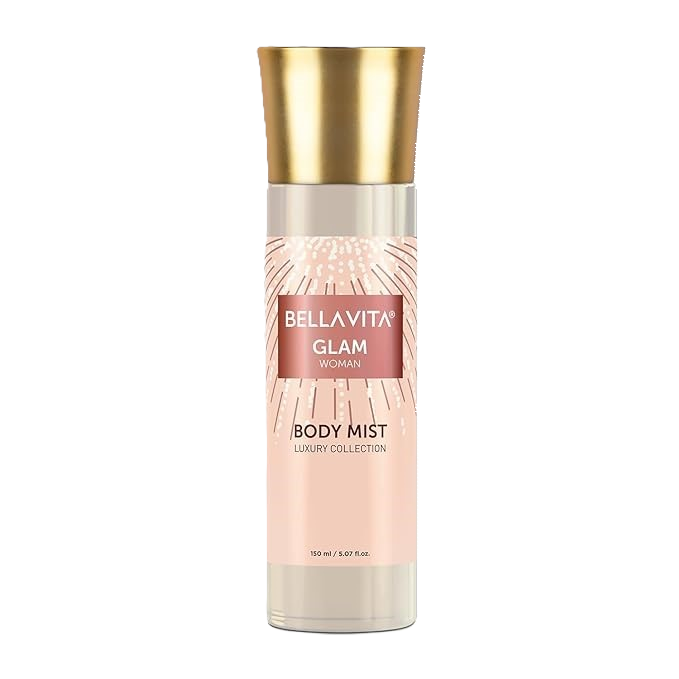 BELLAVITA®
GLAM
WOMAN
BODY MIST
LUXURY COLLECTION
150 ml / 5.07 fl.oz.